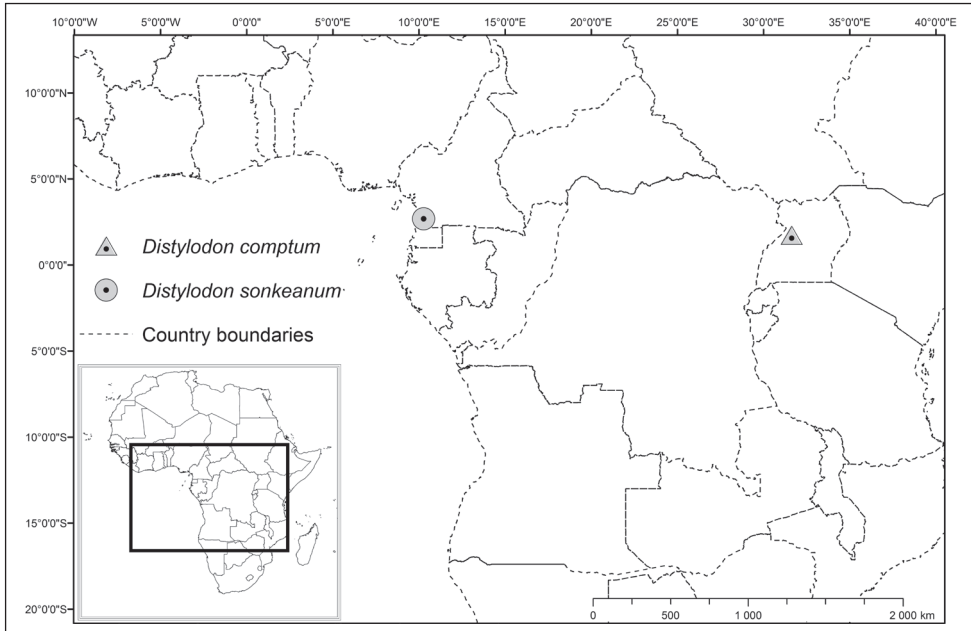 10°0'0"W 5°0'0"W 0°0'0" 5°0'0"E 10°0'0"E 15°0'0"E 20°0'0"E 25°0'0"E 30°0'0"E 35°0'0"E 40°0'0"E
10°0'0"N
5°0'0"N
0°0'0"
5°0'0"S
10°0'0"S
15°0'0"S
20°0'0"S
Distylodon comptum
Distylodon sonkeanum
Country boundaries
0 500 1 000 2 000 km